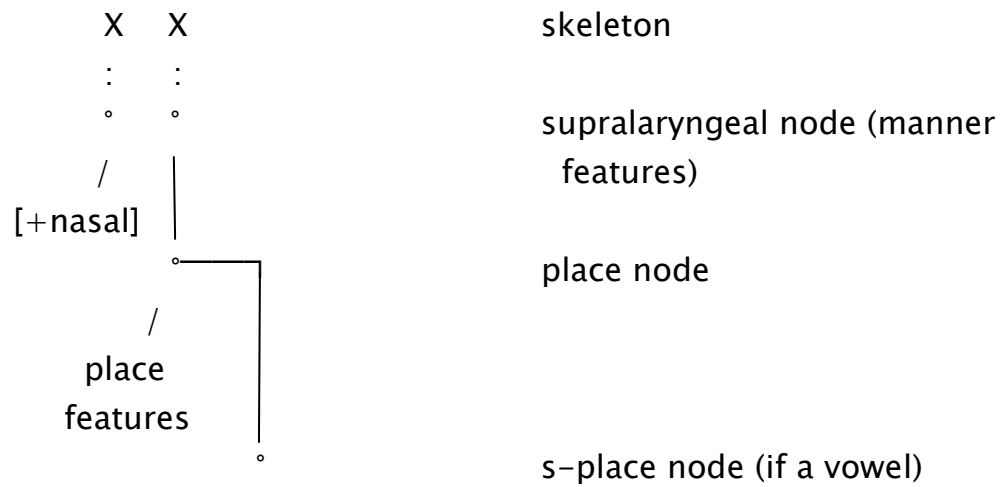 X X skeleton
: :
° ° supralaryngeal node (manner
/ features)
[+nasal]
° place node
/
place
features
° s-place node (if a vowel)